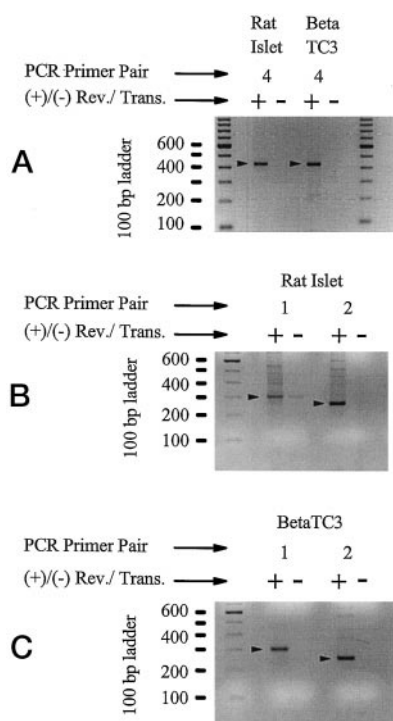 Rat Islet Beta TC3
PCR Primer Pair 4 4
(+)/(-) Rev./ Trans. + - + -
A
100 bp ladder
600
400
200
100
Rat Islet
PCR Primer Pair 1 2
(+)/(-) Rev./ Trans. + - + -
B
100 bp ladder
600
400
200
100
BetaTC3
PCR Primer Pair 1 2
(+)/(-) Rev./ Trans. + - + -
C
100 bp ladder
600
400
200
100